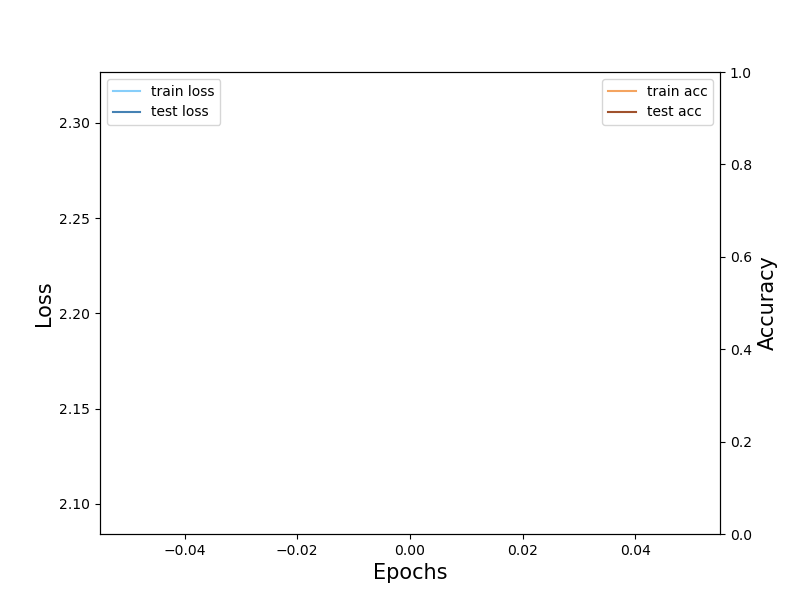 train loss
test loss
train acc
test acc
2.30
2.25
2.20
2.15
2.10
Loss
1.0
0.8
0.6
0.4
0.2
0.0
Accuracy
−0.04
−0.02
0.00
0.02
0.04
Epochs